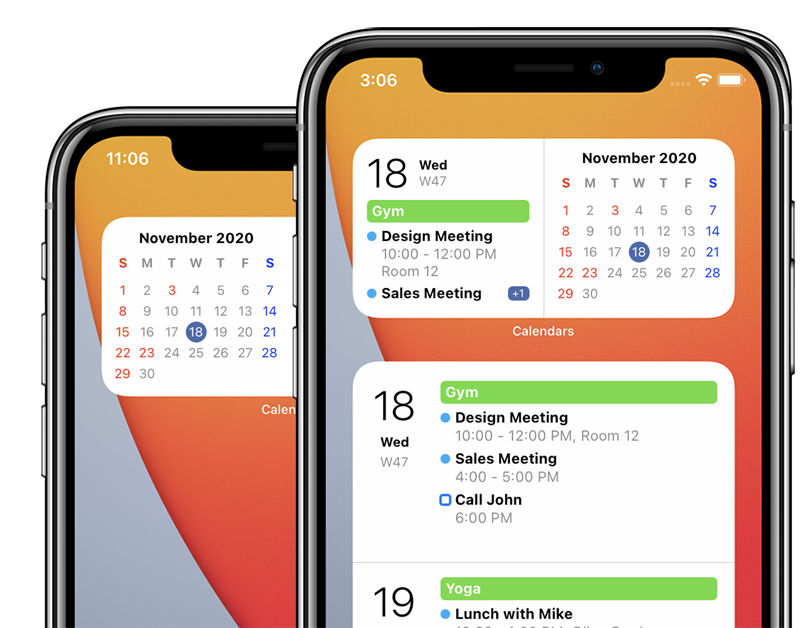 11:06
November 2020
S M T W T F S
1 2 3 4 5 6 7
8 9 10 11 12 13 14
15 16 17 18 19 20 21
22 23 24 25 26 27 28
29 30
3:06
18 Wed
W47
Gym
Design Meeting
10:00 - 12:00 PM
Room 12
Sales Meeting +1
November 2020
S M T W T F S
1 2 3 4 5 6 7
8 9 10 11 12 13 14
15 16 17 18 19 20 21
22 23 24 25 26 27 28
29 30
Calendars
18
Wed
W47
Gym
Design Meeting
10:00 - 12:00 PM, Room 12
Sales Meeting
4:00 - 5:00 PM
Call John
6:00 PM
19
Yoga
Lunch with Mike